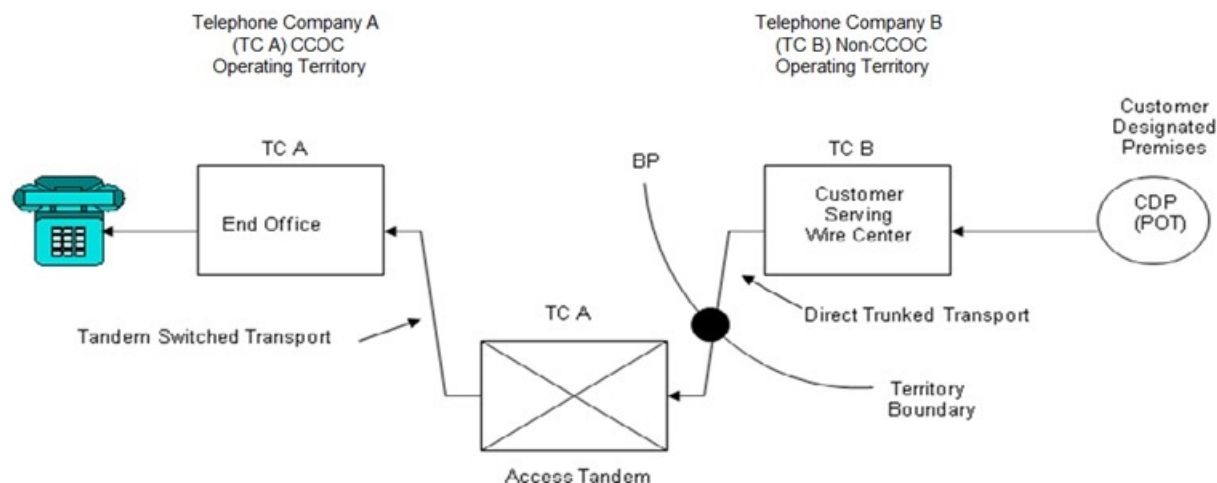 Telephone Company A
(TC A) CCOC
Operating Territory
Telephone Company B
(TC B) Non-CCOC
Operating Territory
Customer
Designated
Premises
TC A
BP
TC B
End Office
Customer
Serving
Wire Center
CDP
(POT)
TC A
Direct Trunked Transport
Tandem Switched Transport
Territory
Boundary
Access Tandem